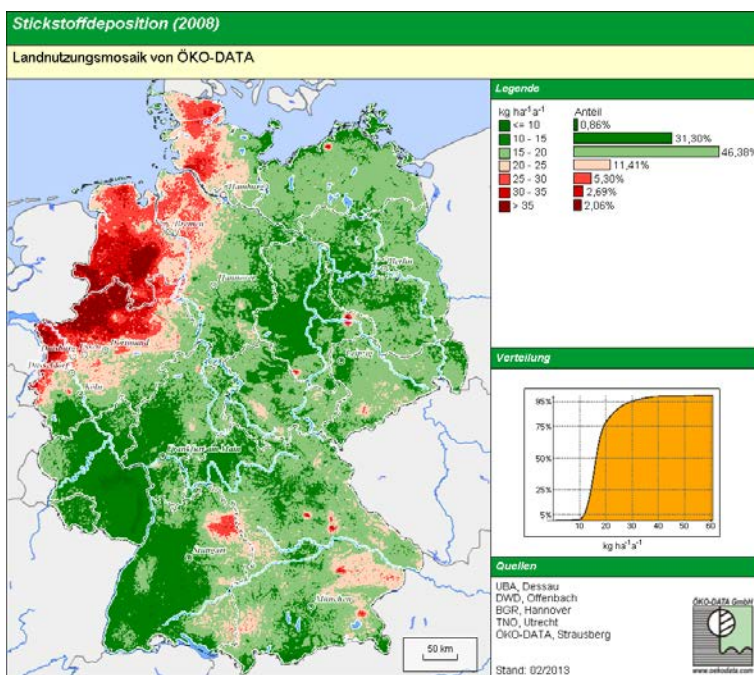 Stickstoffdeposition (2008)
Landnutzungsmosaik von ÖKO-DATA
Hamburg
Bremen
Berlin
Hannover
Duisburg
Dortmund
Düsseldorf
Leipzig
Köln
Frankfurt am Main
Stuttgart
München
50 km
Legende
kg ha⁻¹a⁻¹ Anteil
<= 10 0,86%
10 - 15 31,30%
15 - 20 46,38%
20 - 25 11,41%
25 - 30 5,30%
30 - 35 2,69%
> 35 2,06%
Verteilung
95%
75%
50%
25%
5%
10 20 30 40 50 60
kg ha⁻¹a⁻¹
Quellen
UBA, Dessau
DWD, Offenbach
BGR, Hannover
TNO, Utrecht
ÖKO-DATA, Strausberg
Stand: 02/2013
ÖKO-DATA GmbH
www.oekodata.com